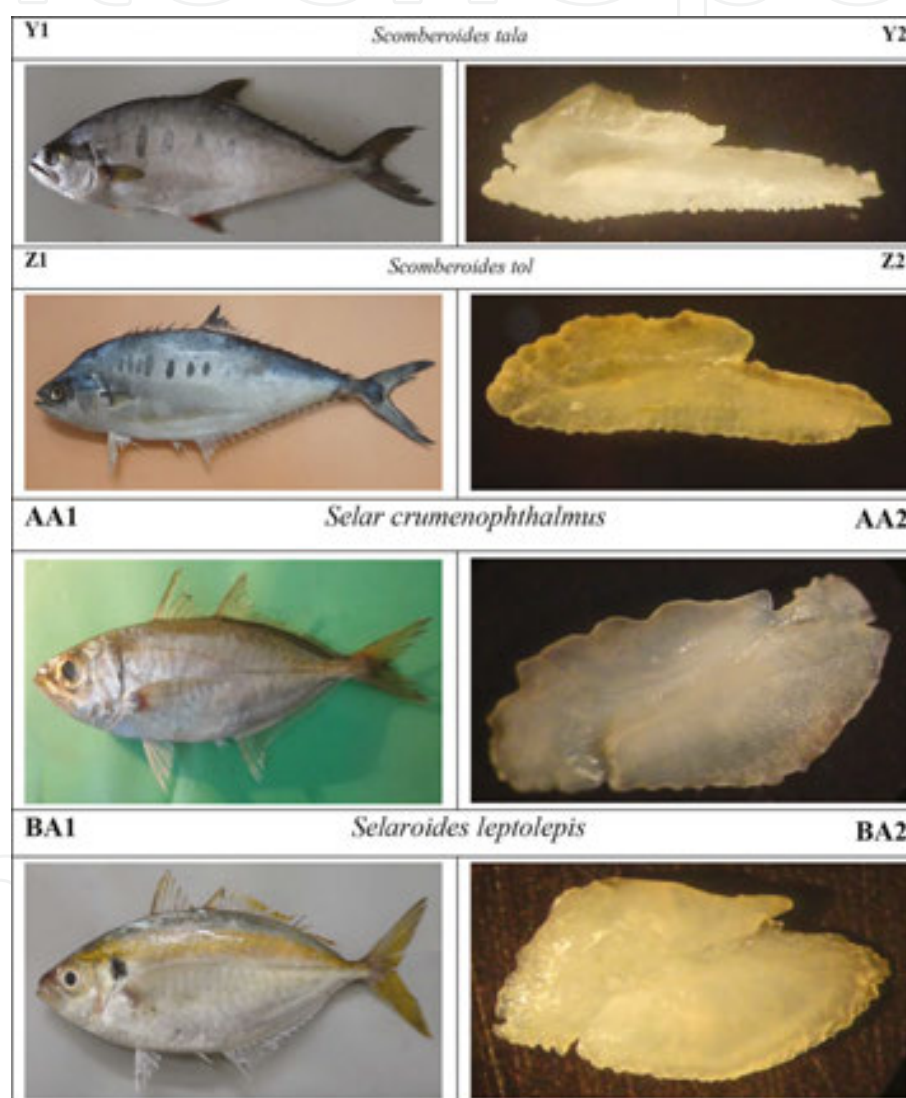 Y1 Scomberoides tala Y2
Z1 Scomberoides tol Z2
AA1 Selar crumenophthalmus AA2
BA1 Selaroides leptolepis BA2